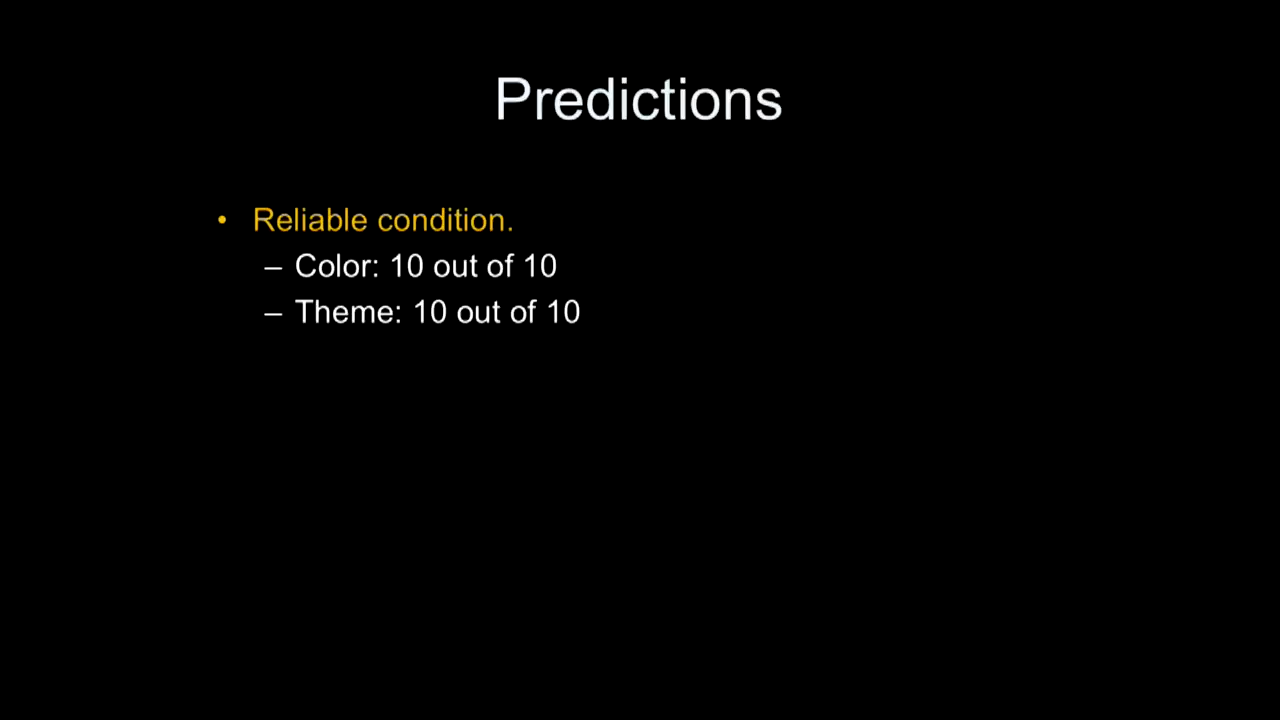 Predictions
• Reliable condition.
– Color: 10 out of 10
– Theme: 10 out of 10